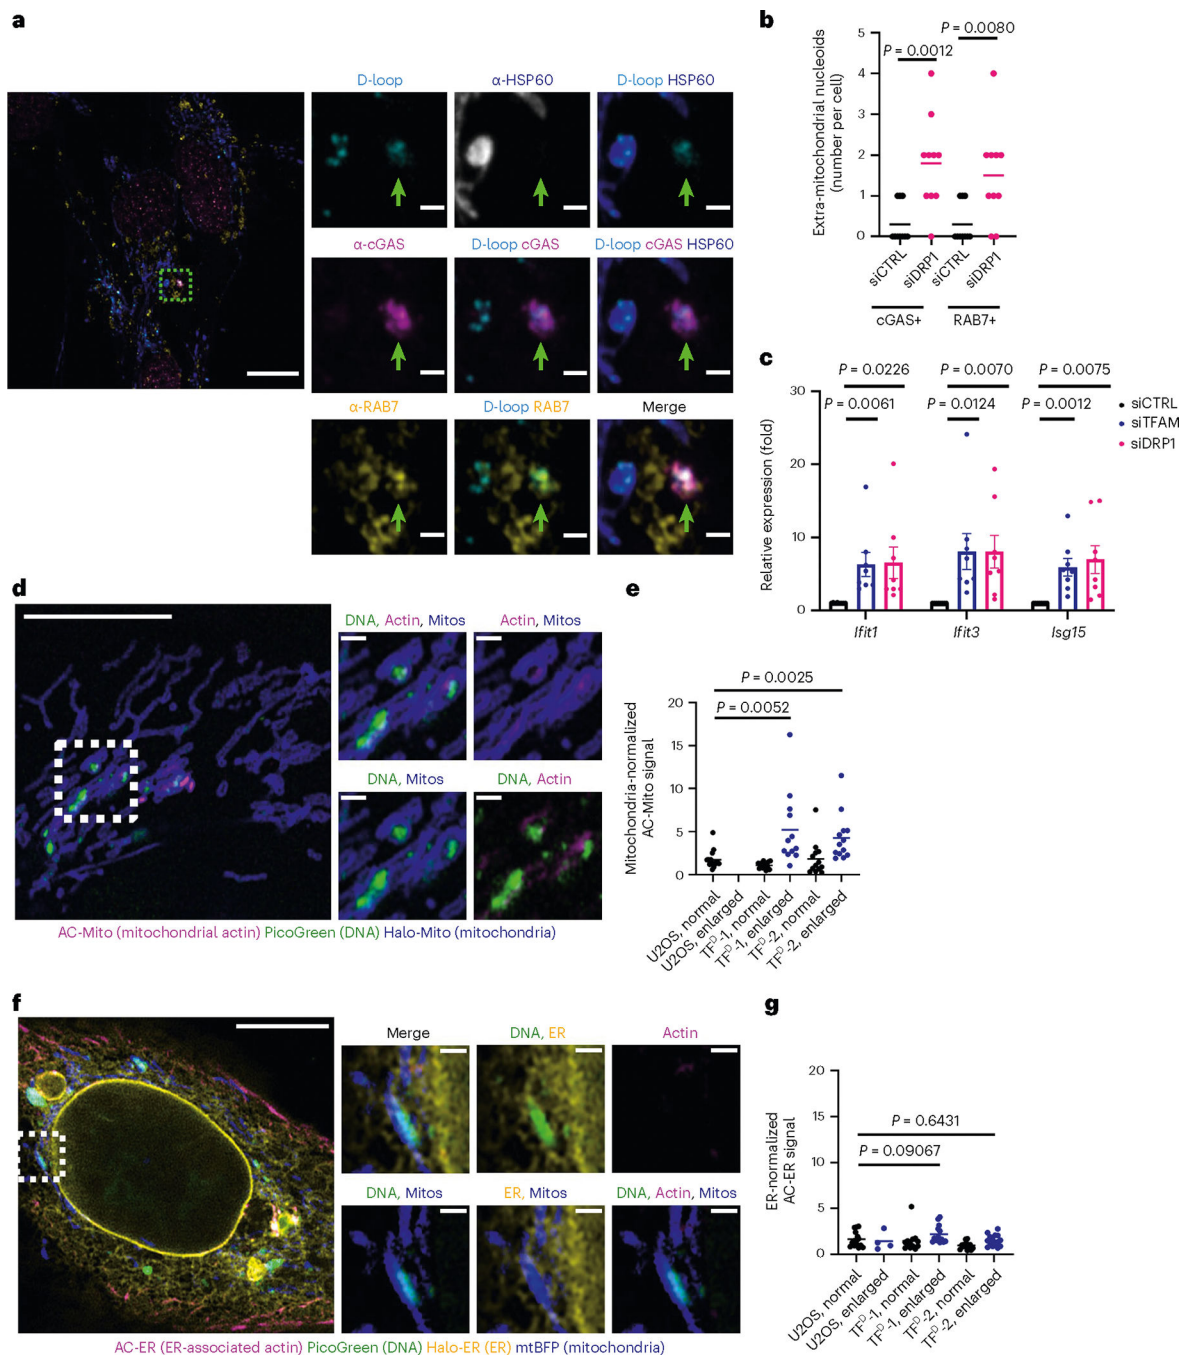 a
D-loop
α-HSP60
D-loop HSP60
α-cGAS
D-loop cGAS
D-loop cGAS HSP60
α-RAB7
D-loop RAB7
Merge
b
P = 0.0080
P = 0.0012
Extra-mitochondrial nucleoids
(number per cell)
5
4
3
2
1
0
siCTRL
siDRP1
siCTRL
siDRP1
cGAS+
RAB7+
c
P = 0.0226
P = 0.0070
P = 0.0075
P = 0.0061
P = 0.0124
P = 0.0012
siCTRL
siTFAM
siDRP1
Relative expression (fold)
30
20
10
0
Ifit1
Ifit3
Isg15
d
DNA, Actin, Mitos
Actin, Mitos
DNA, Mitos
DNA, Actin
AC-Mito (mitochondrial actin) PicoGreen (DNA) Halo-Mito (mitochondria)
e
P = 0.0025
P = 0.0052
Mitochondria-normalized
AC-Mito signal
20
15
10
5
0
U2OS, normal
U2OS, enlarged
TFD-1, normal
TFD-1, enlarged
TFD-2, normal
TFD-2, enlarged
f
Merge
DNA, ER
Actin
DNA, Mitos
ER, Mitos
DNA, Actin, Mitos
AC-ER (ER-associated actin) PicoGreen (DNA) Halo-ER (ER) mtBFP (mitochondria)
g
P = 0.6431
P = 0.09067
ER-normalized
AC-ER signal
20
15
10
5
0
U2OS, normal
U2OS, enlarged
TFD-1, normal
TFD-1, enlarged
TFD-2, normal
TFD-2, enlarged